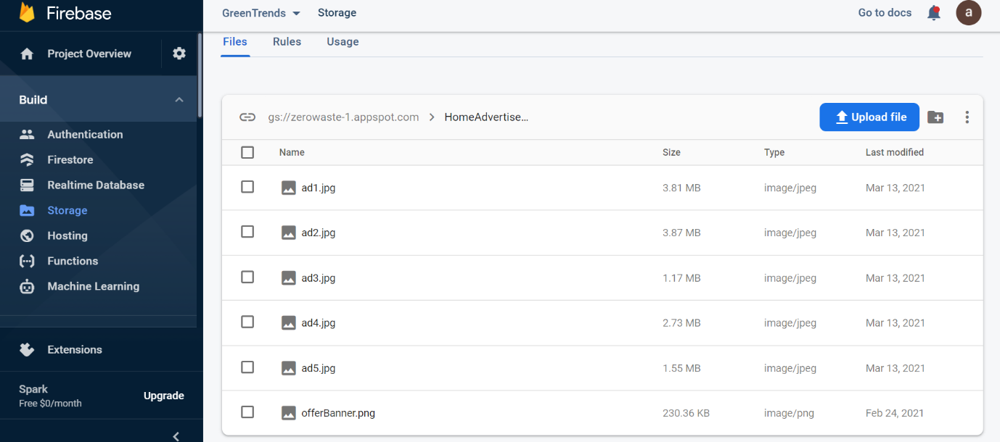 Firebase
GreenTrends Storage Go to docs a
Project Overview
Files Rules Usage
Build
gs://zerowaste-1.appspot.com > HomeAdvertise... Upload file
Authentication
Firestore
Realtime Database
Storage
Hosting
Functions
Machine Learning
Extensions
Spark
Free $0/month
Upgrade
Name Size Type Last modified
ad1.jpg 3.81 MB image/jpeg Mar 13, 2021
ad2.jpg 3.87 MB image/jpeg Mar 13, 2021
ad3.jpg 1.17 MB image/jpeg Mar 13, 2021
ad4.jpg 2.73 MB image/jpeg Mar 13, 2021
ad5.jpg 1.55 MB image/jpeg Mar 13, 2021
offerBanner.png 230.36 KB image/png Feb 24, 2021